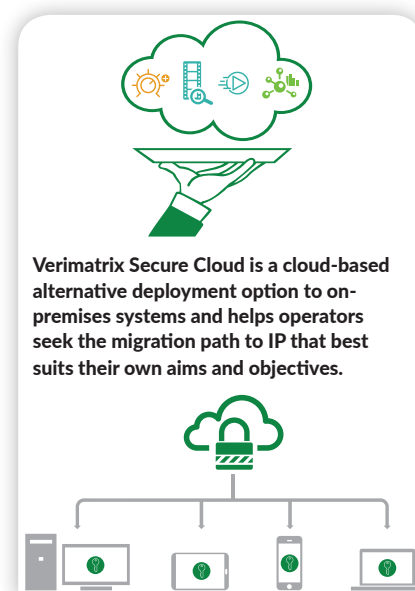 Verimatrix Secure Cloud is a cloud-based
alternative deployment option to on-
premises systems and helps operators
seek the migration path to IP that best
suits their own aims and objectives.